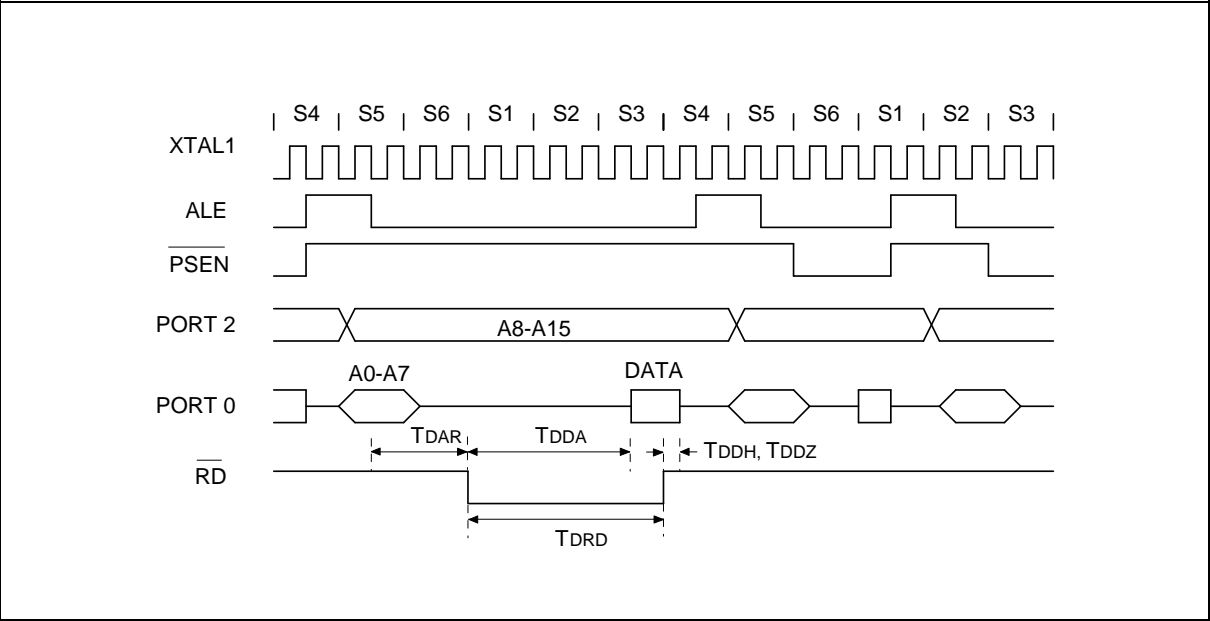 S4 S5 S6 S1 S2 S3 S4 S5 S6 S1 S2 S3
XTAL1
ALE
PSEN
PORT 2
A8-A15
A0-A7 DATA
PORT 0
TDAR TDDA TDDH, TDDZ
RD
TDRD